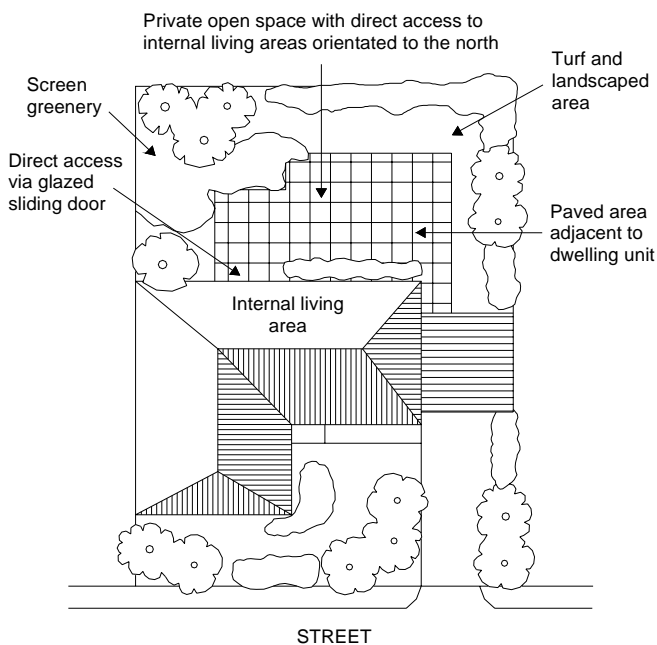 Private open space with direct access to
internal living areas orientated to the north
Turf and
landscaped
area
Screen
greenery
Direct access
via glazed
sliding door
Paved area
adjacent to
dwelling unit
Internal living
area
STREET